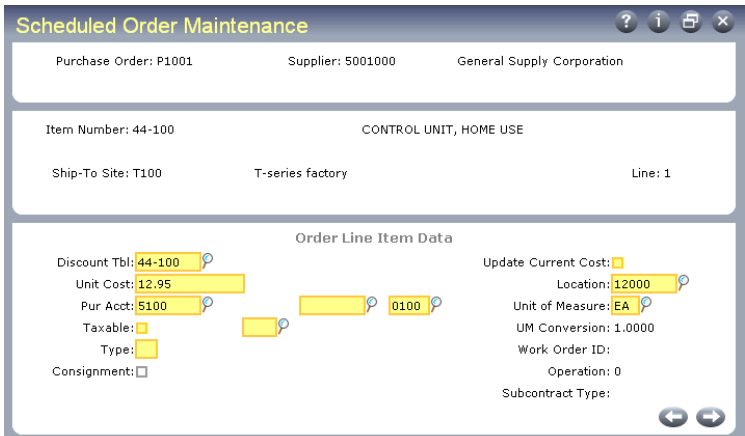 Scheduled Order Maintenance
Purchase Order: P1001 Supplier: 5001000 General Supply Corporation
Item Number: 44-100 CONTROL UNIT, HOME USE
Ship-To Site: T100 T-series factory Line: 1
Order Line Item Data
Discount Tbl: 44-100 Update Current Cost:
Unit Cost: 12.95 Location: 12000
Pur Acct: 5100 0100 Unit of Measure: EA
Taxable: UM Conversion: 1.0000
Type: Work Order ID:
Consignment: Operation: 0
Subcontract Type: